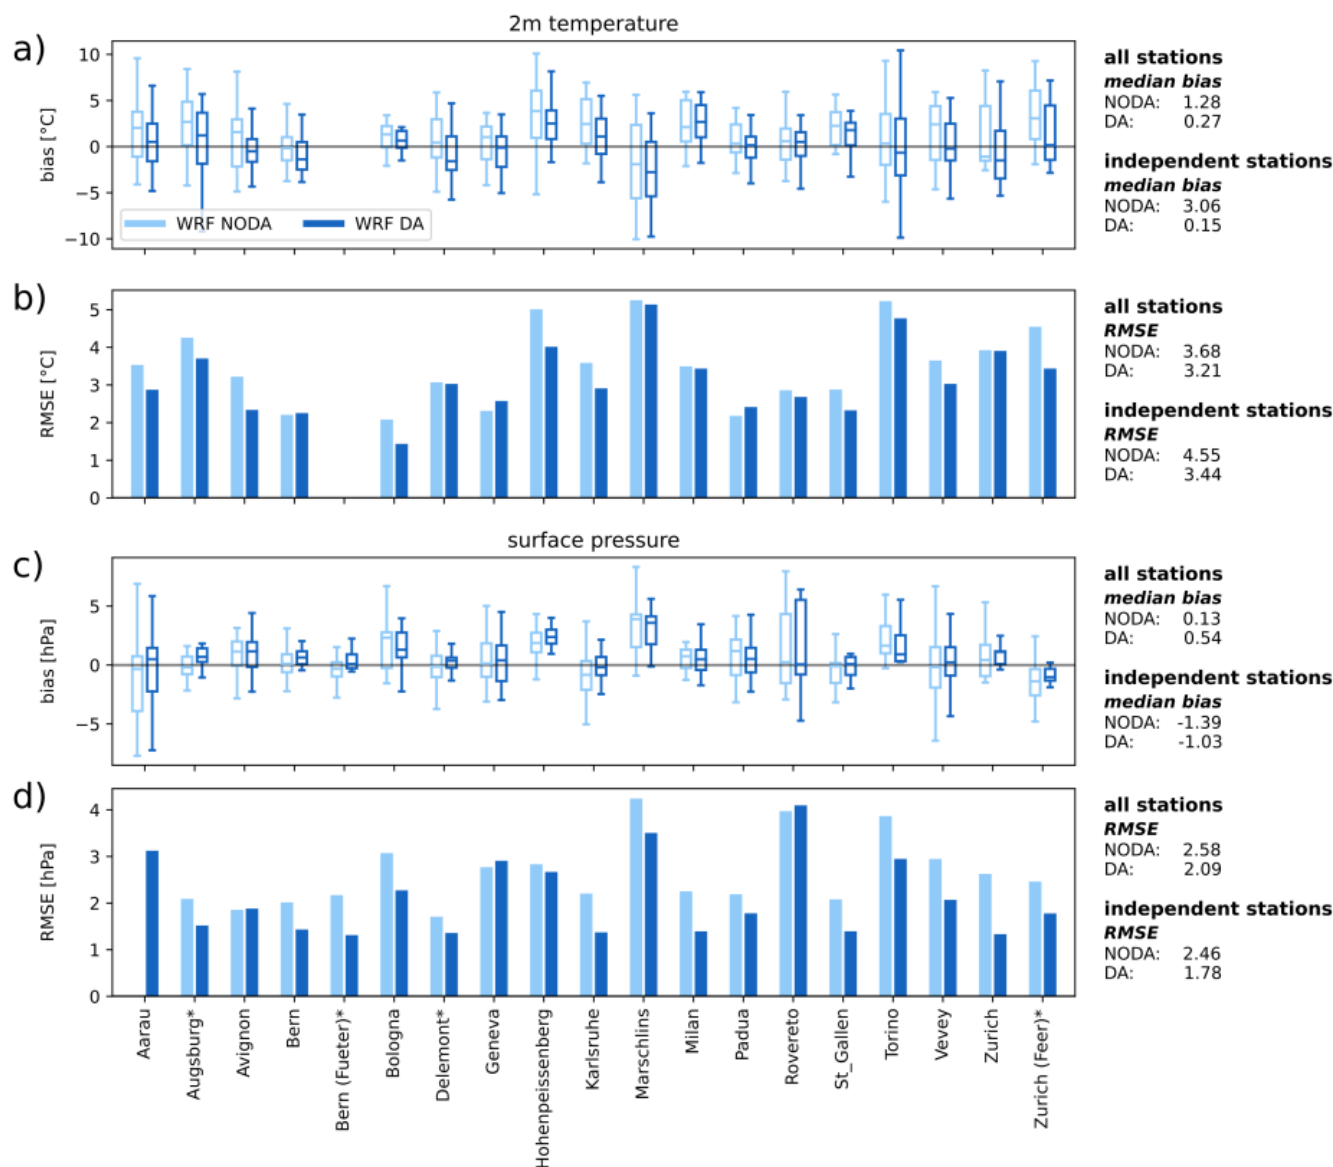 2m temperature
a)
10
5
0
−5
−10
bias [°C]
WRF NODA
WRF DA
all stations
median bias
NODA: 1.28
DA: 0.27
independent stations
median bias
NODA: 3.06
DA: 0.15
b)
5
4
3
2
1
0
RMSE [°C]
all stations
RMSE
NODA: 3.68
DA: 3.21
independent stations
RMSE
NODA: 4.55
DA: 3.44
surface pressure
c)
5
0
−5
bias [hPa]
all stations
median bias
NODA: 0.13
DA: 0.54
independent stations
median bias
NODA: -1.39
DA: -1.03
d)
4
3
2
1
0
RMSE [hPa]
all stations
RMSE
NODA: 2.58
DA: 2.09
independent stations
RMSE
NODA: 2.46
DA: 1.78
Aarau
Augsburg*
Avignon
Bern
Bern (Fueter)*
Bologna
Delemont*
Geneva
Hohenpeissenberg
Karlsruhe
Marschlins
Milan
Padua
Rovereto
St_Gallen
Torino
Vevey
Zurich
Zurich (Feer)*